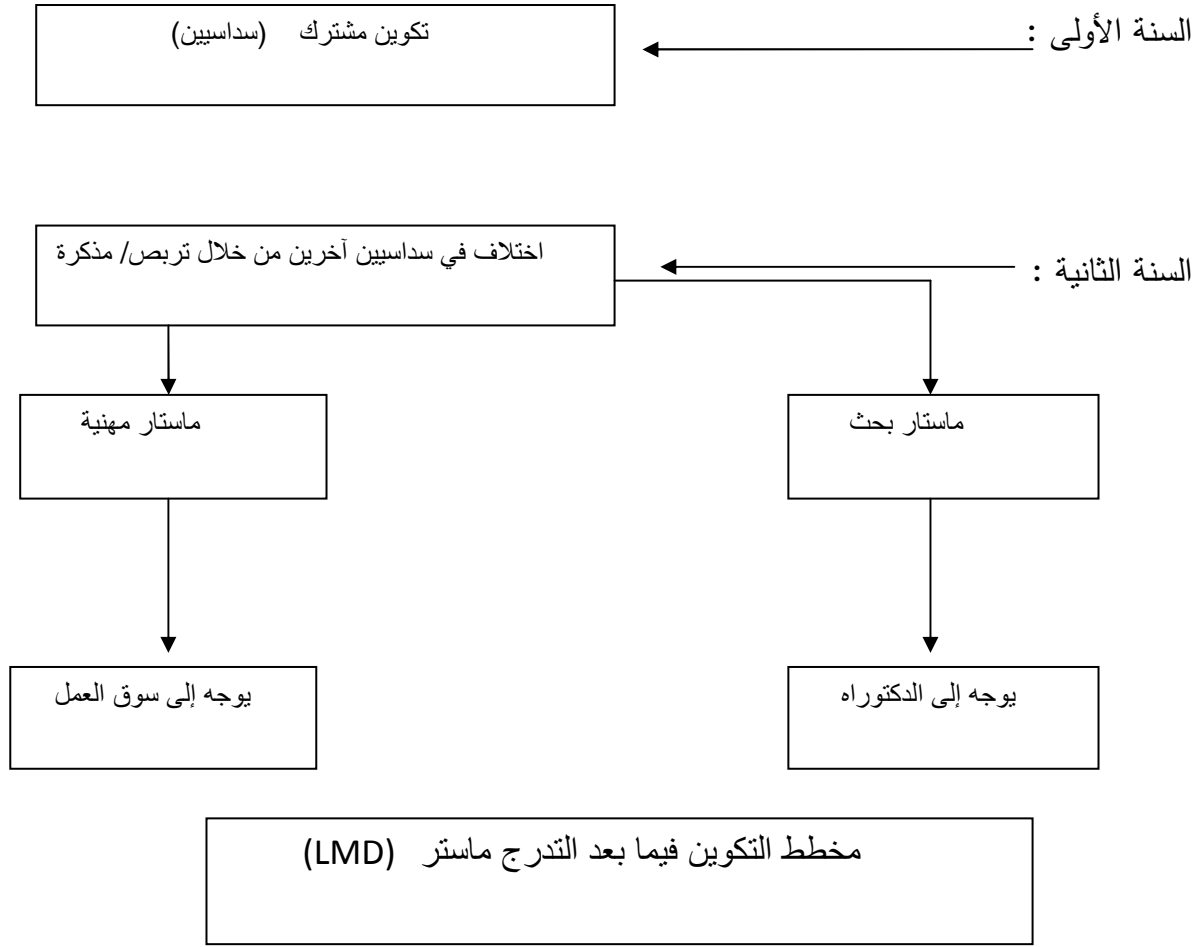 السنة الأولى :
تكوين مشترك (سداسيين)
السنة الثانية :
اختلاف في سداسيين آخرين من خلال تربص/ مذكرة
ماستار بحث
ماستار مهنية
يوجه إلى الدكتوراه
يوجه إلى سوق العمل
مخطط التكوين فيما بعد التدرج ماستر (LMD)